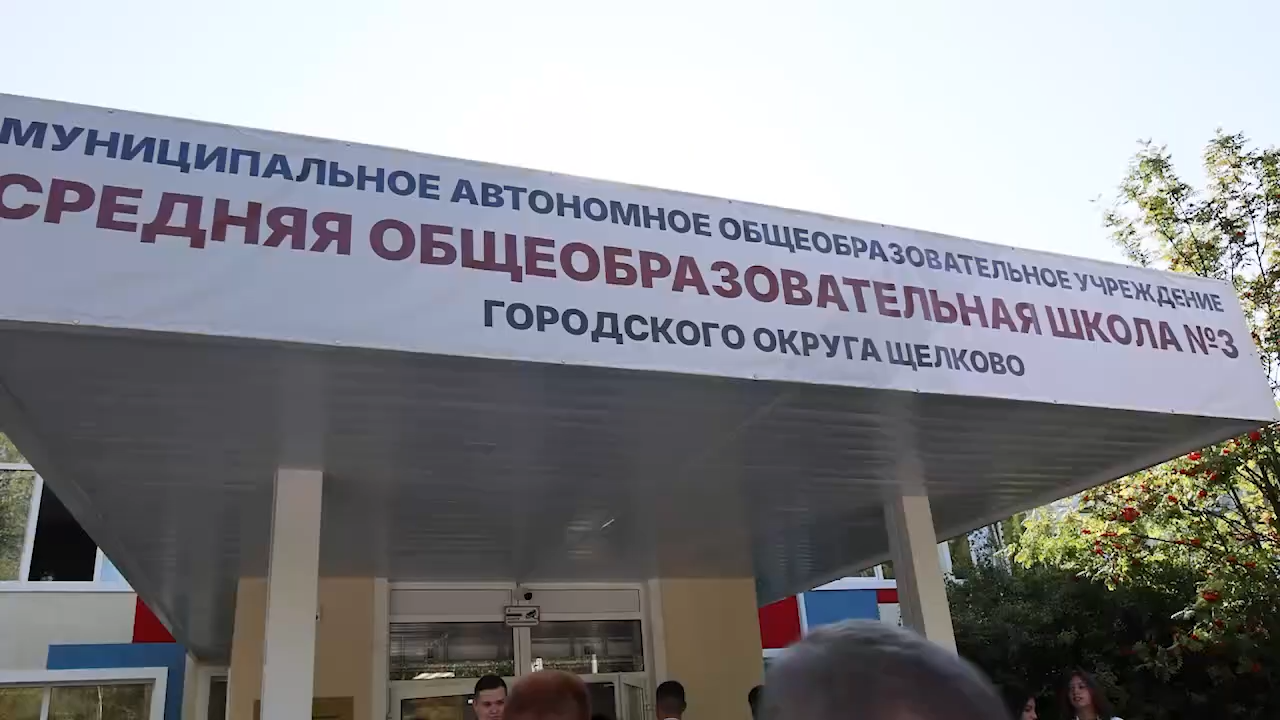 МУНИЦИПАЛЬНОЕ АВТОНОМНОЕ ОБЩЕОБРАЗОВАТЕЛЬНОЕ УЧРЕЖДЕНИЕ
СРЕДНЯЯ ОБЩЕОБРАЗОВАТЕЛЬНАЯ ШКОЛА №3
ГОРОДСКОГО ОКРУГА ЩЕЛКОВО